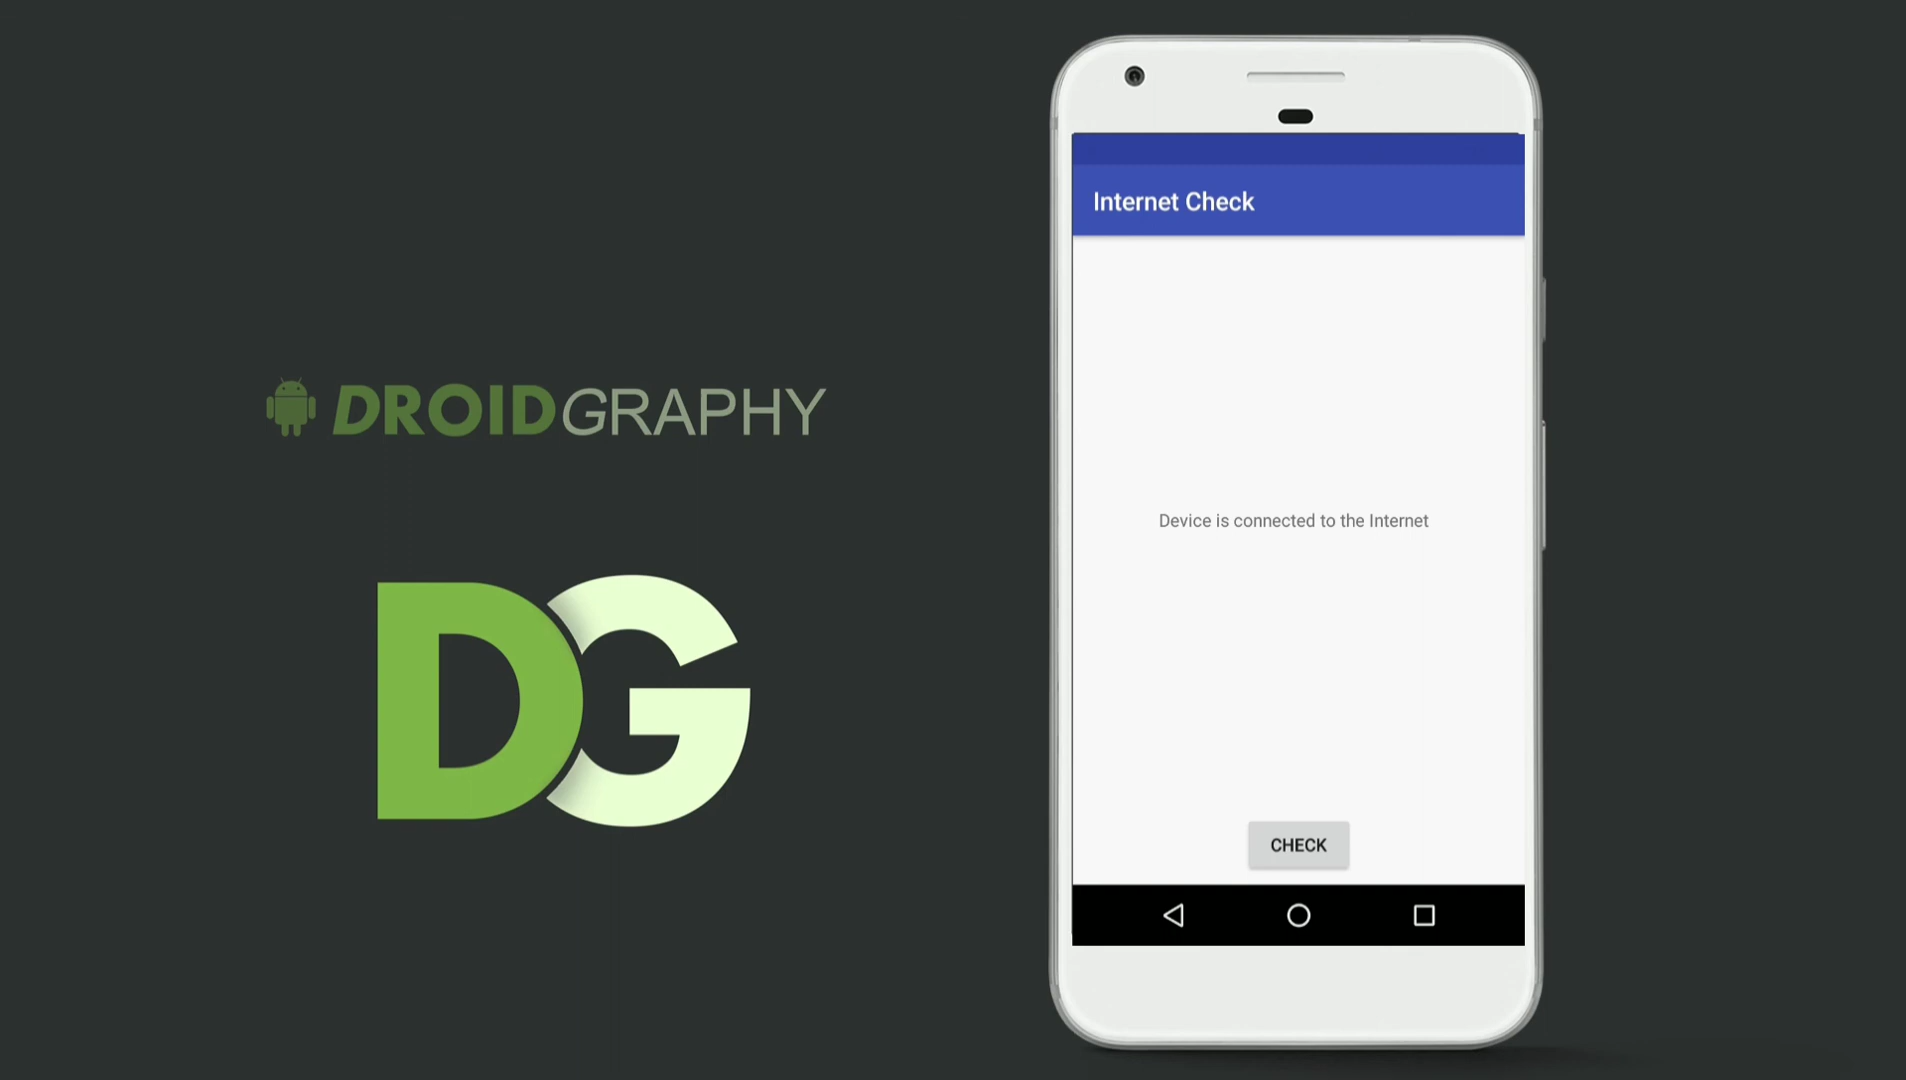 DROIDGRAPHY
DG
Internet Check
Device is connected to the Internet
CHECK